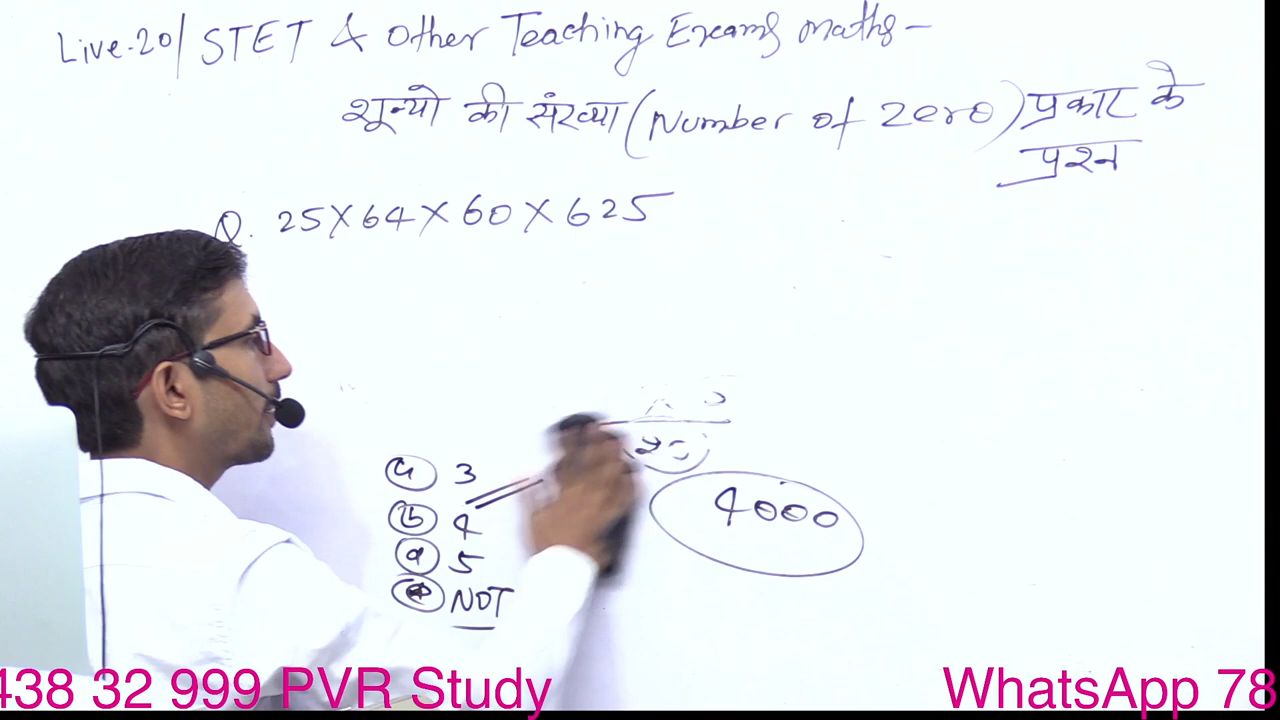 Live-20/ STET & Other Teaching Exams maths -
शून्यो की संख्या (Number of Zero) प्रकार के
प्रश्न
Q. 25×64×60×625
3
4
5
NOT
4000
438 32 999 PVR Study
WhatsApp 78